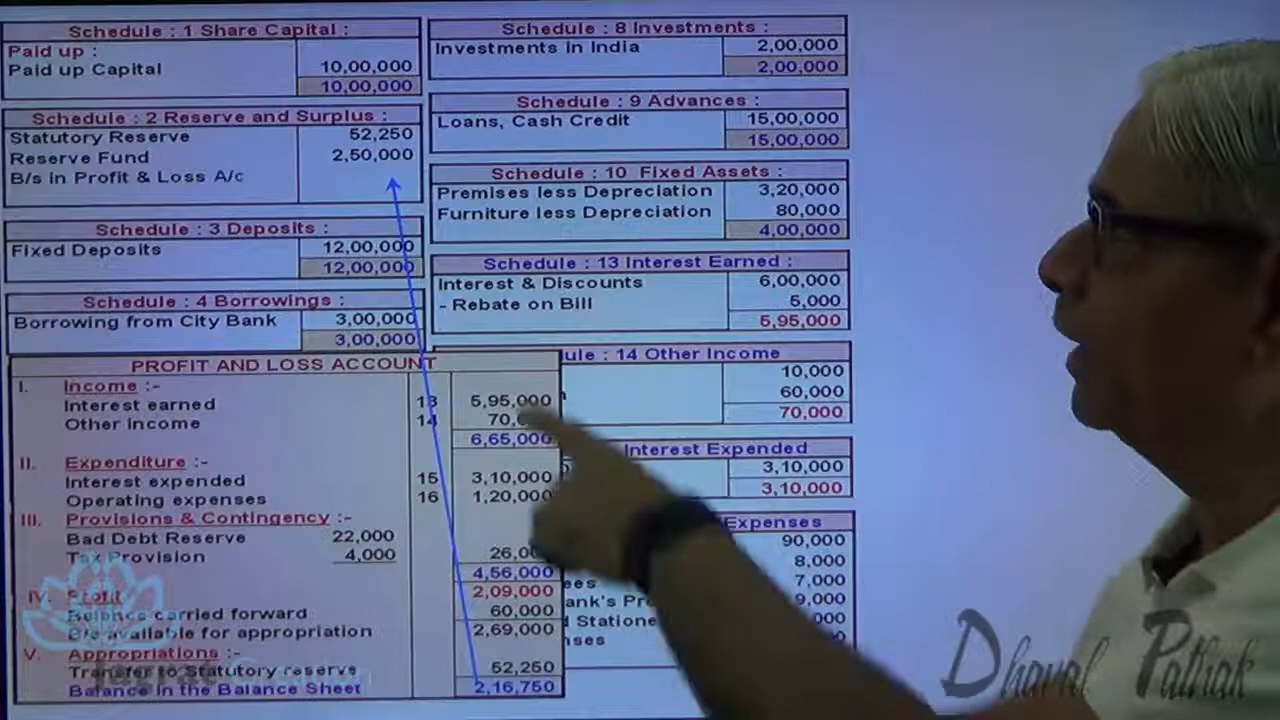 Schedule : 1 Share Capital :
Paid up :
Paid up Capital 10,00,000
10,00,000
Schedule : 2 Reserve and Surplus :
Statutory Reserve 52,250
Reserve Fund 2,50,000
B/s in Profit & Loss A/c
Schedule : 3 Deposits :
Fixed Deposits 12,00,000
12,00,000
Schedule : 4 Borrowings :
Borrowing from City Bank 3,00,000
3,00,000
PROFIT AND LOSS ACCOUNT
I. Income :-
Interest earned 13 5,95,000
Other Income 14
6,65,000
II. Expenditure :-
Interest expended 15 3,10,000
Operating expenses 16 1,20,000
III. Provisions & Contingency :-
Bad Debt Reserve 22,000
Tax Provision 4,000
4,56,000
IV. Profit 2,09,000
Balance carried forward 60,000
B/s available for appropriation 2,69,000
V. Appropriations :-
Transfer to Statutory reserve 52,250
Balance in the Balance Sheet 2,16,750
Schedule : 8 Investments :
Investments in India 2,00,000
2,00,000
Schedule : 9 Advances :
Loans, Cash Credit 15,00,000
15,00,000
Schedule : 10 Fixed Assets :
Premises less Depreciation 3,20,000
Furniture less Depreciation 80,000
4,00,000
Schedule : 13 Interest Earned :
Interest & Discounts 6,00,000
- Rebate on Bill 5,000
5,95,000
: 14 Other Income
10,000
60,000
70,000
Interest Expended
3,10,000
3,10,000
Expenses
90,000
8,000
7,000
Dhaval Pathak